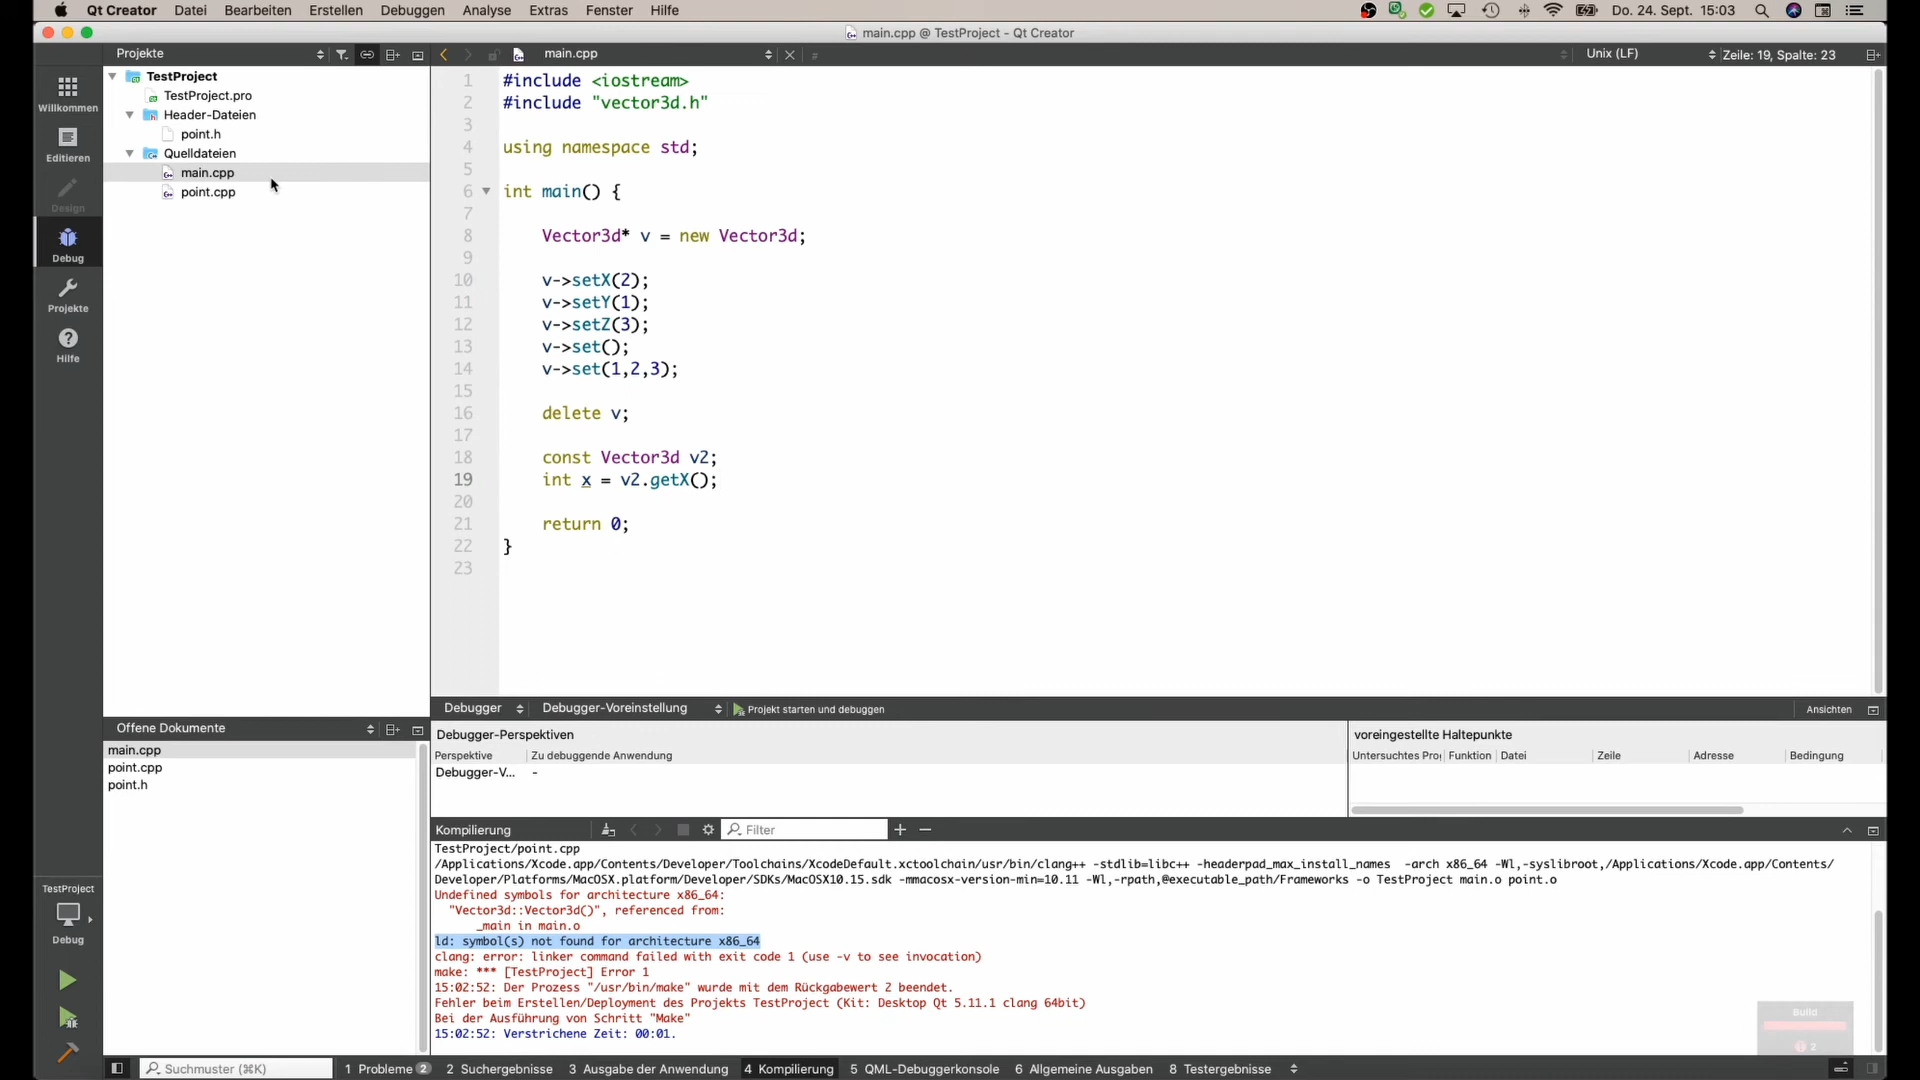 Qt Creator Datei Bearbeiten Erstellen Debuggen Analyse Extras Fenster Hilfe Do. 24. Sept. 15:03
main.cpp @ TestProject - Qt Creator
Projekte
main.cpp
#
Unix (LF)
Zeile: 19, Spalte: 23
Willkommen
Editieren
Design
Debug
Projekte
Hilfe
TestProject
TestProject.pro
Header-Dateien
point.h
Quelldateien
main.cpp
point.cpp
1 #include <iostream>
2 #include "vector3d.h"
3
4 using namespace std;
5
6 int main() {
7
8 Vector3d* v = new Vector3d;
9
10 v->setX(2);
11 v->setY(1);
12 v->setZ(3);
13 v->set();
14 v->set(1,2,3);
15
16 delete v;
17
18 const Vector3d v2;
19 int x = v2.getX();
20
21 return 0;
22 }
23
Offene Dokumente
main.cpp
point.cpp
point.h
Debugger Debugger-Voreinstellung Projekt starten und debuggen Ansichten
Debugger-Perspektiven
Perspektive Zu debuggende Anwendung
Debugger-V... -
voreingestellte Haltepunkte
Untersuchtes Pro Funktion Datei Zeile Adresse Bedingung
Kompilierung Filter
TestProject/point.cpp
/Applications/Xcode.app/Contents/Developer/Toolchains/XcodeDefault.xctoolchain/usr/bin/clang++ -stdlib=libc++ -headerpad_max_install_names -arch x86_64 -Wl,-syslibroot,/Applications/Xcode.app/Contents/
Developer/Platforms/MacOSX.platform/Developer/SDKs/MacOSX10.15.sdk -mmacosx-version-min=10.11 -Wl,-rpath,@executable_path/Frameworks -o TestProject main.o point.o
Undefined symbols for architecture x86_64:
"Vector3d::Vector3d()", referenced from:
_main in main.o
ld: symbol(s) not found for architecture x86_64
clang: error: linker command failed with exit code 1 (use -v to see invocation)
make: *** [TestProject] Error 1
15:02:52: Der Prozess "/usr/bin/make" wurde mit dem Rückgabewert 2 beendet.
Fehler beim Erstellen/Deployment des Projekts TestProject (Kit: Desktop Qt 5.11.1 clang 64bit)
Bei der Ausführung von Schritt "Make"
15:02:52: Verstrichene Zeit: 00:01.
TestProject
Debug
Build
2
Suchmuster (⌘K) 1 Probleme 2 2 Suchergebnisse 3 Ausgabe der Anwendung 4 Kompilierung 5 QML-Debuggerkonsole 6 Allgemeine Ausgaben 8 Testergebnisse